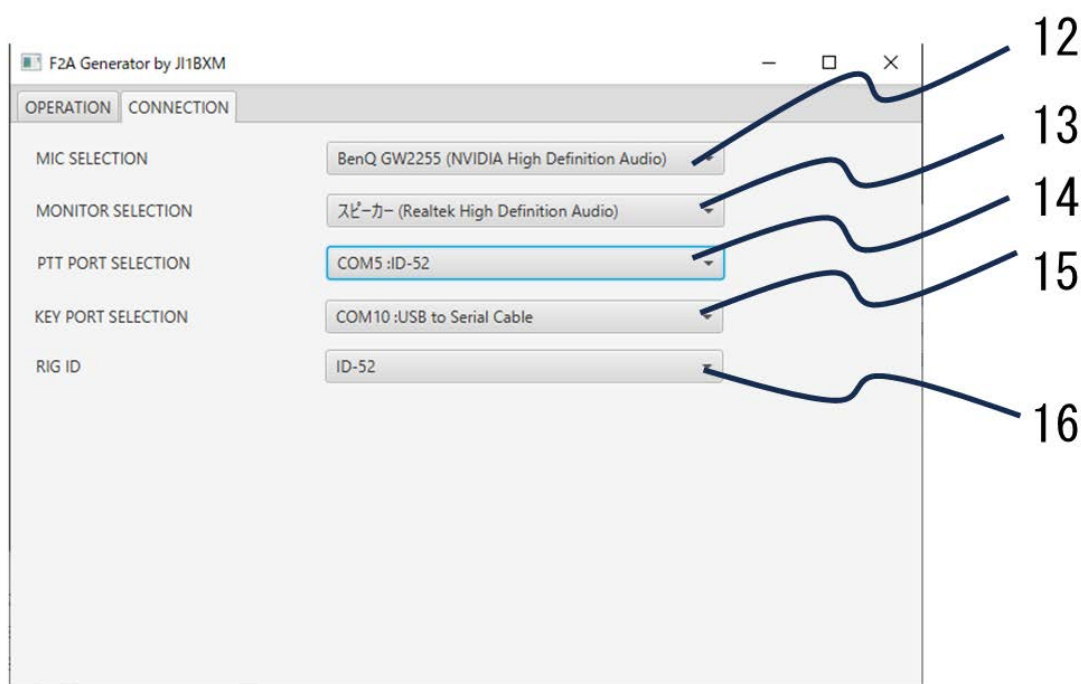 F2A Generator by JI1BXM
12
OPERATION CONNECTION
MIC SELECTION BenQ GW2255 (NVIDIA High Definition Audio)
13
MONITOR SELECTION スピーカー (Realtek High Definition Audio)
14
PTT PORT SELECTION COM5 :ID-52
15
KEY PORT SELECTION COM10 :USB to Serial Cable
RIG ID ID-52
16